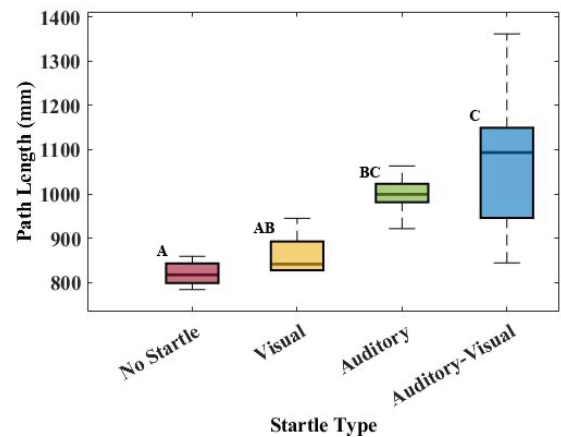 1400
1300
1200
1100
1000
900
800
Path Length (mm)
A
AB
BC
C
No Startle
Visual
Auditory
Auditory-Visual
Startle Type